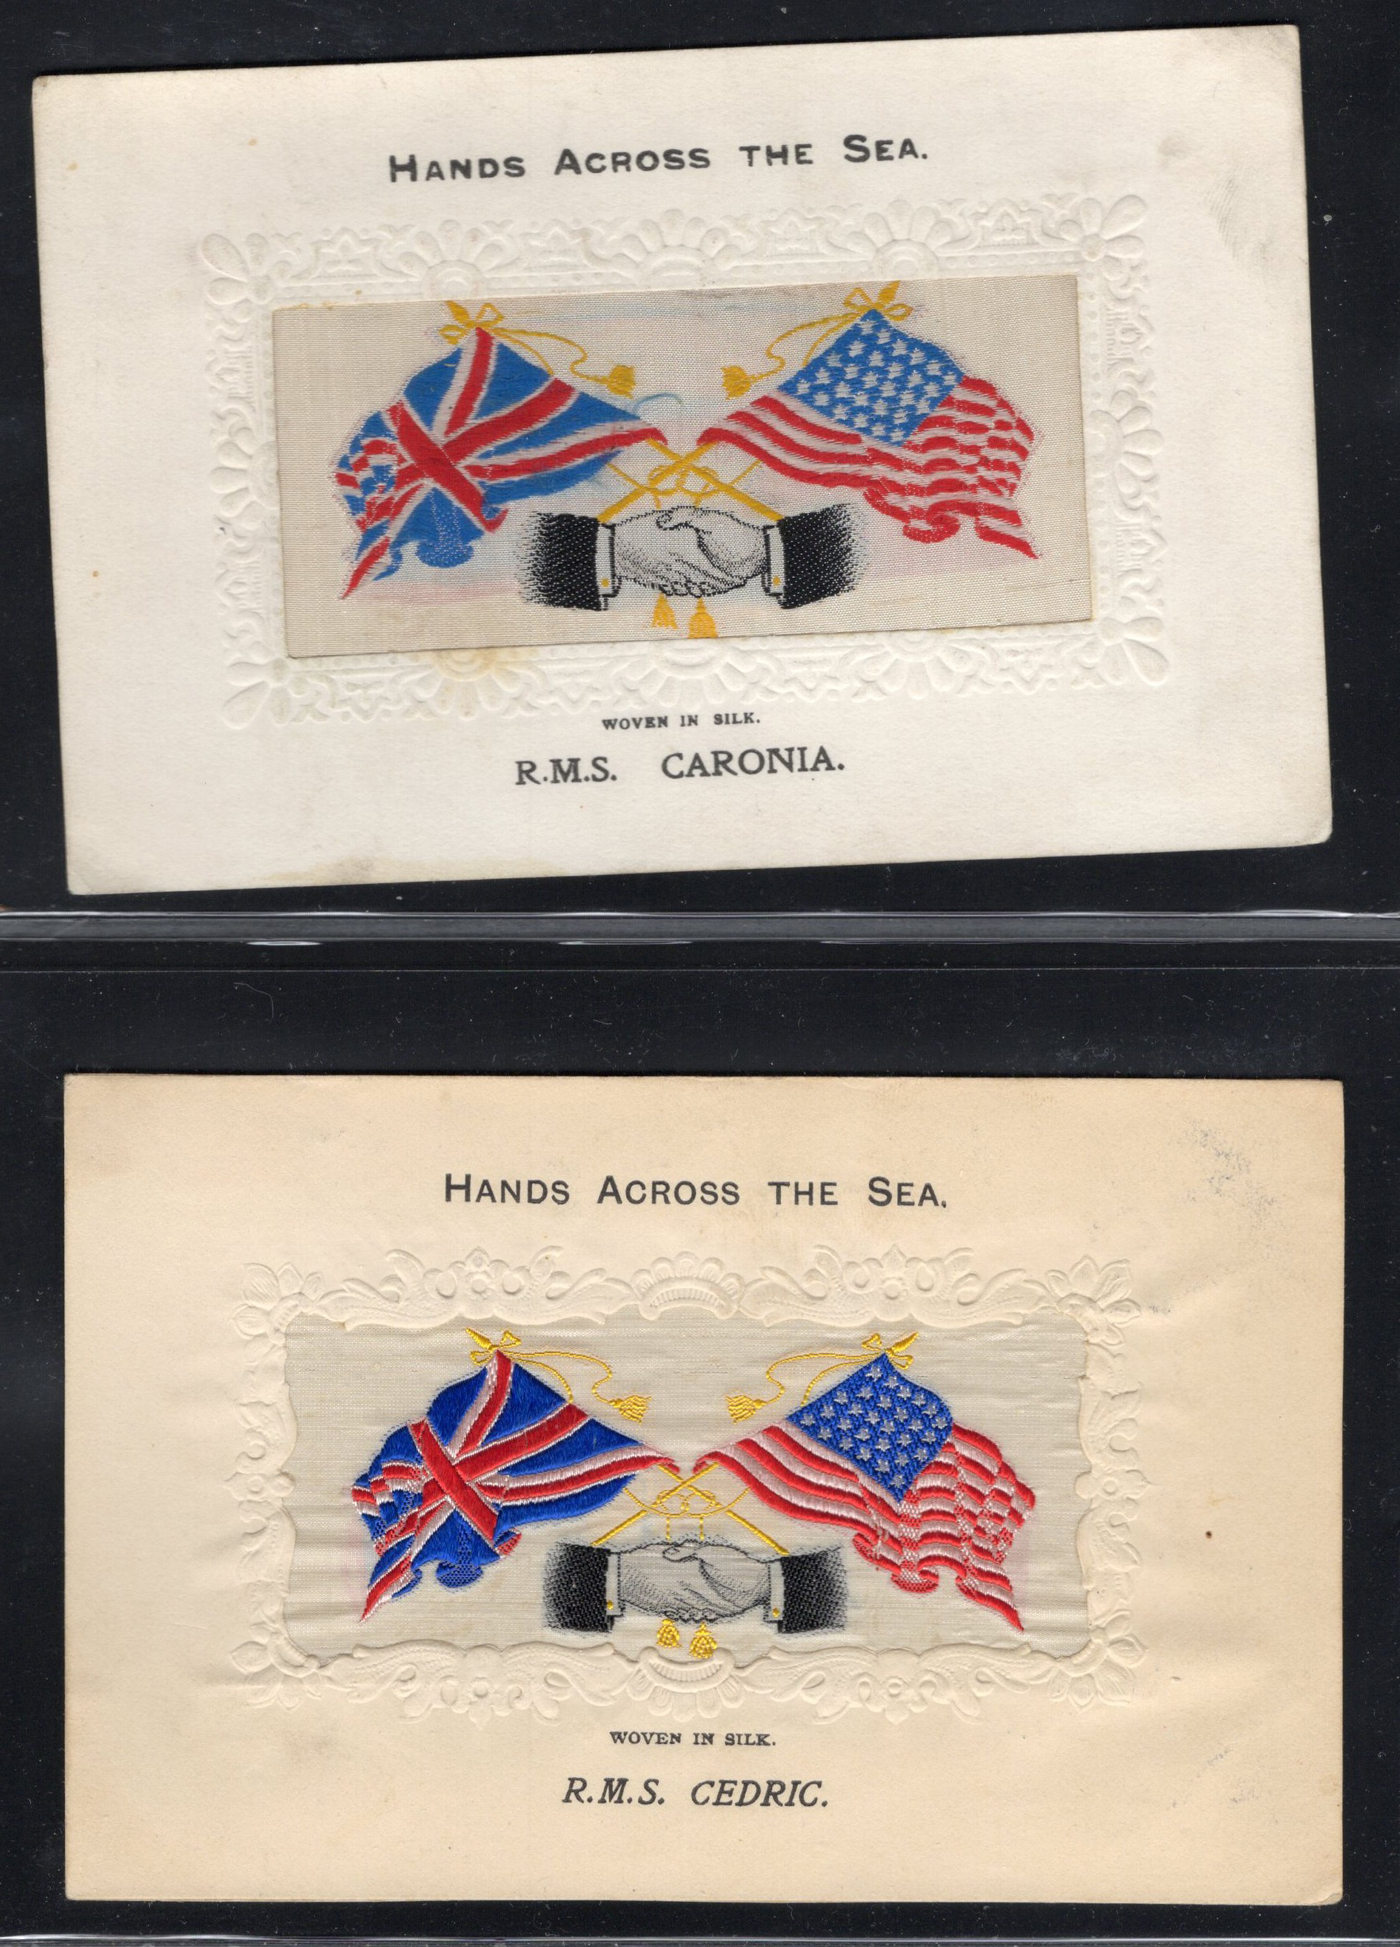 HANDS ACROSS THE SEA.
WOVEN IN SILK.
R.M.S. CARONIA.
HANDS ACROSS THE SEA.
WOVEN IN SILK.
R.M.S. CEDRIC.